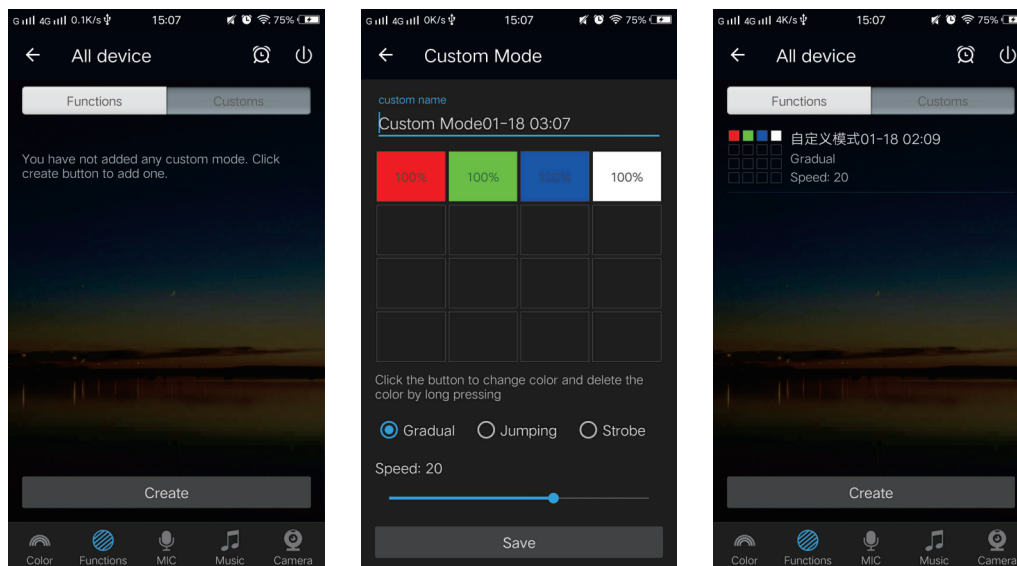 G 4G 0.1K/s 15:07 75%
All device
Functions Customs
You have not added any custom mode. Click
create button to add one.
Create
Color Functions MIC Music Camera
G 4G 0K/s 15:07 75%
Custom Mode
custom name
Custom Mode01-18 03:07
100% 100% 100% 100%
Click the button to change color and delete the
color by long pressing
Gradual Jumping Strobe
Speed: 20
Save
G 4G 4K/s 15:07 75%
All device
Functions Customs
自定义模式01-18 02:09
Gradual
Speed: 20
Create
Color Functions MIC Music Camera